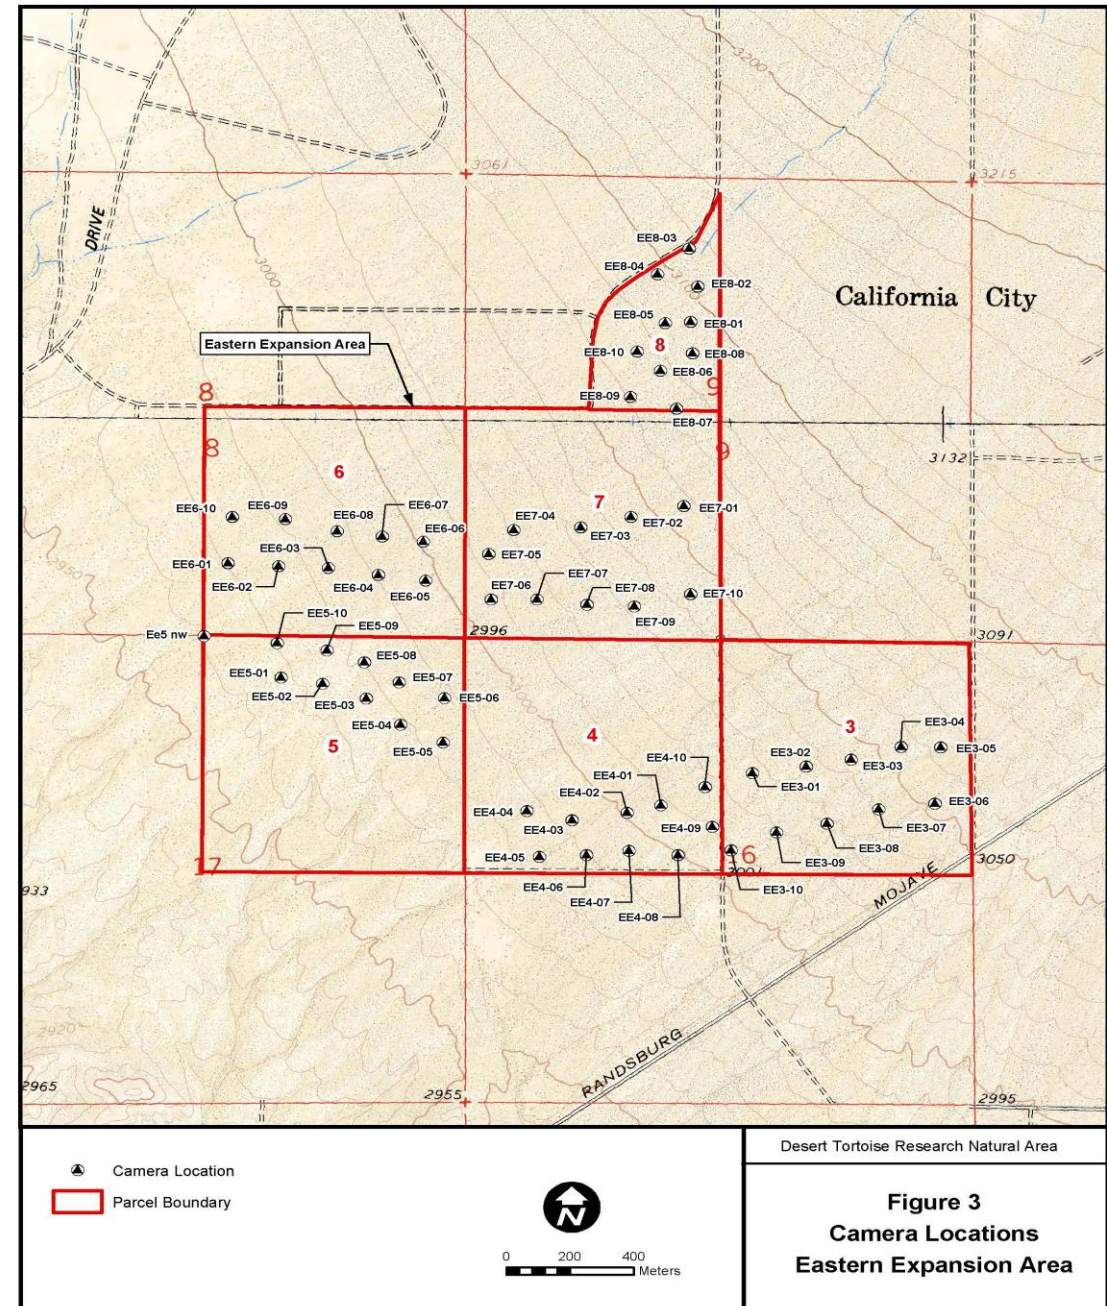 3061
3200
3215
DRIVE
3000
EE8-03
EE8-04
EE8-02
3100
California City
EE8-05
EE8-01
Eastern Expansion Area
8
EE8-10
EE8-08
EE8-06
8
9
EE8-09
EE8-07
8
9
3132
6
7
EE6-10
EE6-09
EE6-08
EE6-07
EE6-06
EE7-04
EE7-02
EE7-01
EE7-03
2950
EE6-03
EE7-05
EE6-01
EE6-02
EE6-04
EE6-05
EE7-06
EE7-07
EE7-08
EE7-10
EE7-09
EE5-10
EE5-09
Ee5 nw
2996
3091
EE5-08
EE5-01
EE5-02
EE5-07
EE5-03
EE5-06
3000
EE5-04
EE5-05
5
4
3
EE3-04
EE4-10
EE3-02
EE3-05
EE3-03
EE4-01
EE3-01
EE4-02
EE4-04
EE3-06
EE4-03
EE4-09
EE3-07
EE3-08
EE4-05
6
EE3-09
3050
17
3001
EE4-06
EE3-10
2933
EE4-07
MOJAVE
EE4-08
2920
RANDSBURG
2965
2955
2995
Camera Location
Parcel Boundary
N
0 200 400
Meters
Desert Tortoise Research Natural Area
Figure 3
Camera Locations
Eastern Expansion Area